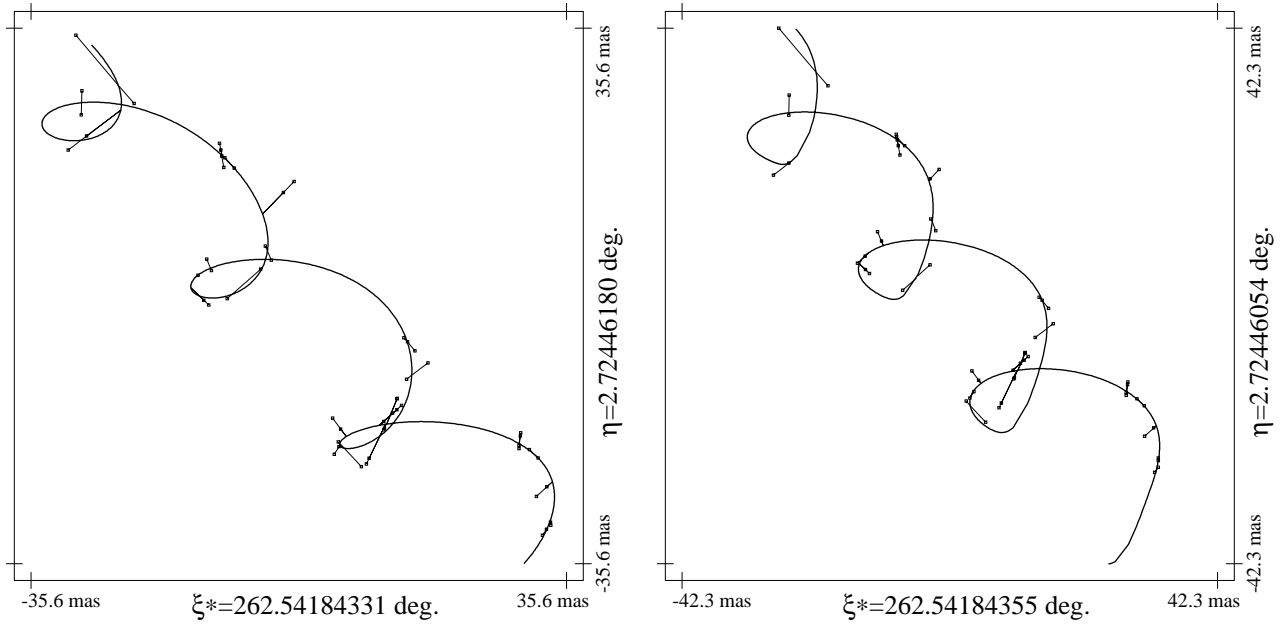 35.6 mas
η=2.72446180 deg.
-35.6 mas
-35.6 mas
35.6 mas
ξ*=262.54184331 deg.
42.3 mas
η=2.72446054 deg.
-42.3 mas
-42.3 mas
42.3 mas
ξ*=262.54184355 deg.